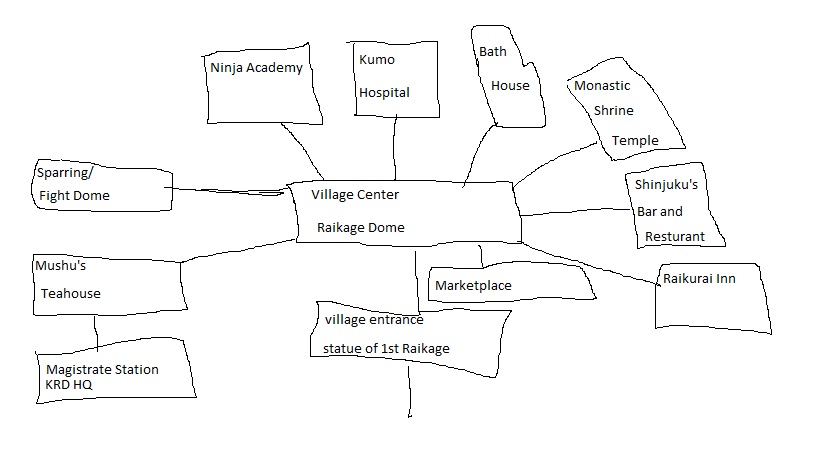 Ninja Academy
Kumo
Hospital
Bath
House
Monastic
Shrine
Temple
Sparring/
Fight Dome
Village Center
Raikage Dome
Shinjuku's
Bar and
Resturant
Mushu's
Teahouse
Marketplace
Raikurai Inn
village entrance
statue of 1st Raikage
Magistrate Station
KRD HQ